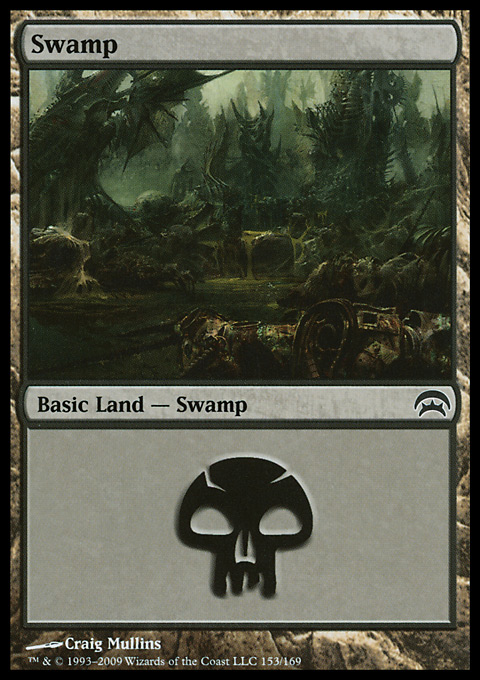 Swamp
Basic Land — Swamp
Craig Mullins
™ & © 1993–2009 Wizards of the Coast LLC 153/169